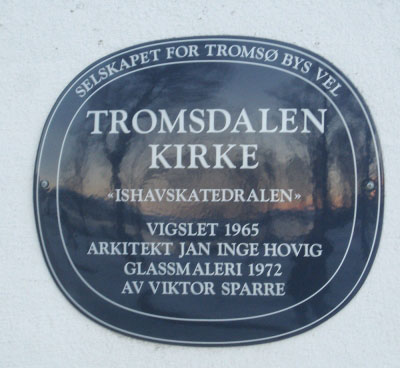 SELSKAPET FOR TROMSØ BYS VEL
TROMSDALEN
KIRKE
«ISHAVSKATEDRALEN»
VIGSLET 1965
ARKITEKT JAN INGE HOVIG
GLASSMALERI 1972
AV VIKTOR SPARRE